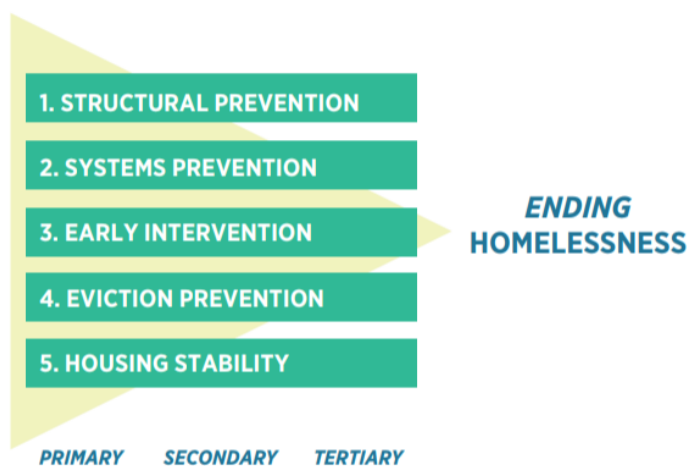 1. STRUCTURAL PREVENTION
2. SYSTEMS PREVENTION
3. EARLY INTERVENTION
4. EVICTION PREVENTION
5. HOUSING STABILITY
ENDING
HOMELESSNESS
PRIMARY SECONDARY TERTIARY